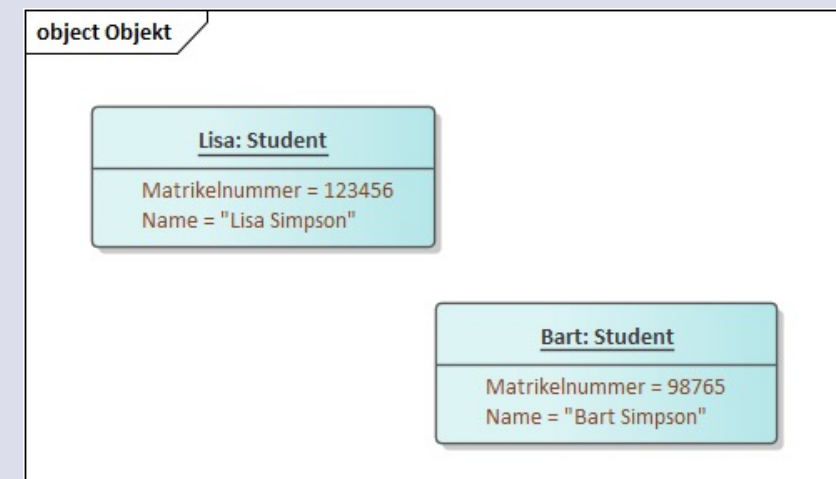 object Objekt
Lisa: Student
Matrikelnummer = 123456
Name = "Lisa Simpson"
Bart: Student
Matrikelnummer = 98765
Name = "Bart Simpson"